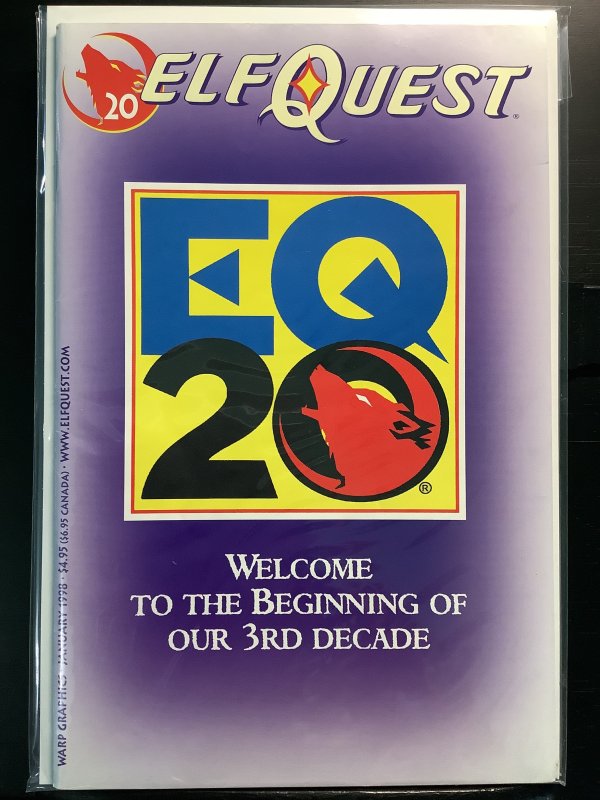 20
ELFQUEST®
EQ
20
®
WELCOME
TO THE BEGINNING OF
OUR 3RD DECADE
WARP GRAPHICS · JANUARY 1998 · $4.95 ($6.95 CANADA) · WWW.ELFQUEST.COM